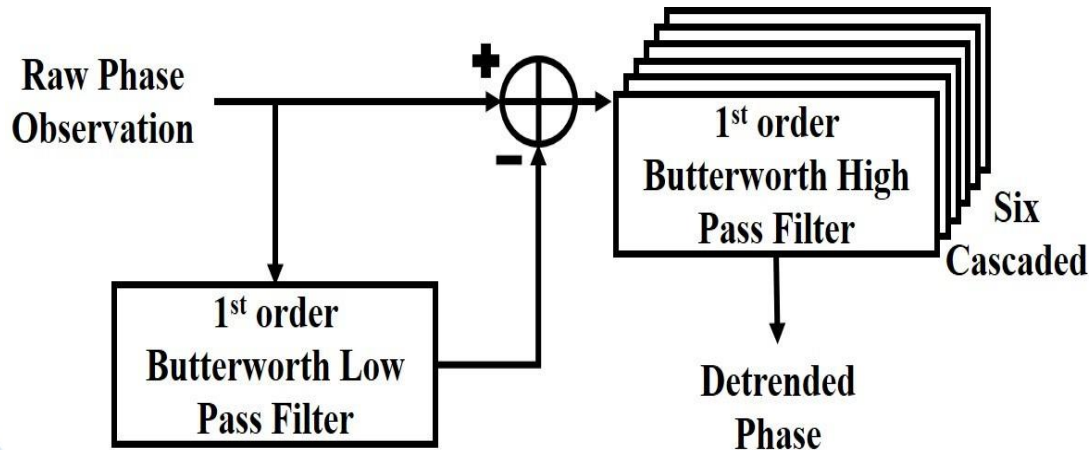 Raw Phase
Observation
+
−
1st order
Butterworth High
Pass Filter
Six
Cascaded
1st order
Butterworth Low
Pass Filter
Detrended
Phase